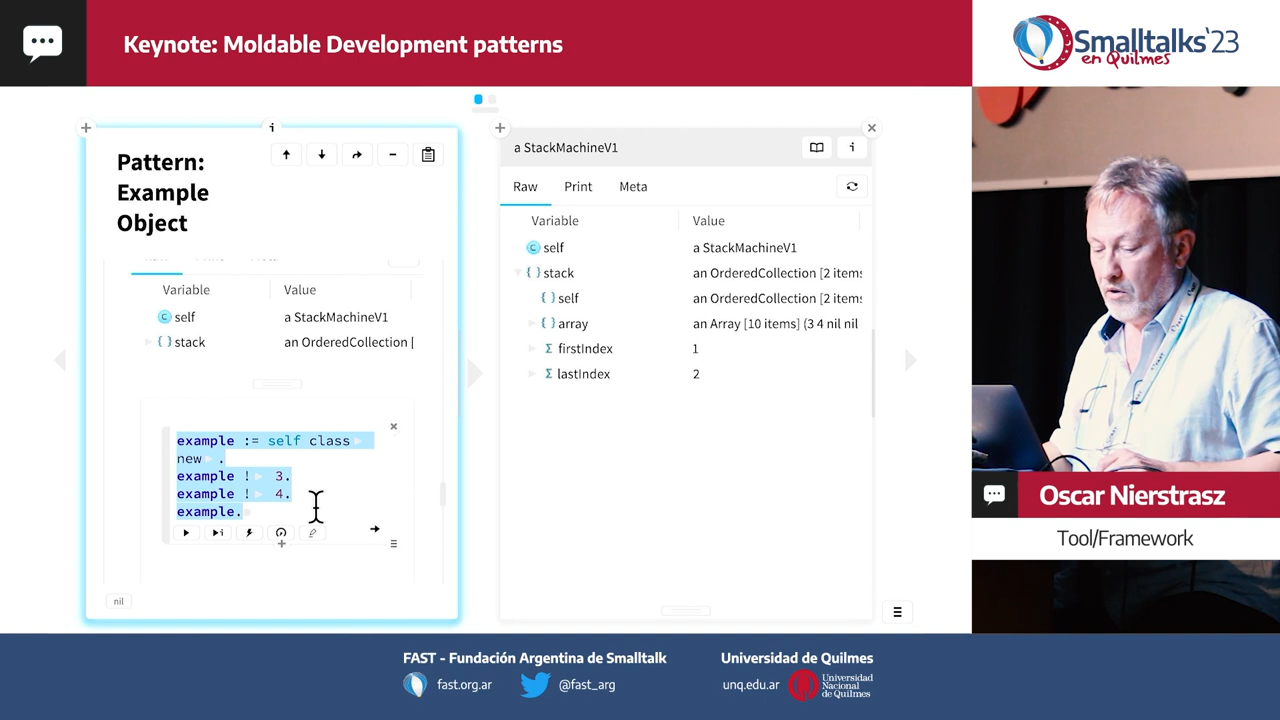 Keynote: Moldable Development patterns
Smalltalks'23
en Quilmes
Pattern:
Example
Object
Variable Value
self a StackMachineV1
stack an OrderedCollection [
example := self class
new .
example ! 3.
example ! 4.
example.
nil
a StackMachineV1
Raw Print Meta
Variable Value
self a StackMachineV1
stack an OrderedCollection [2 items
self an OrderedCollection [2 items
array an Array [10 items] (3 4 nil nil
firstIndex 1
lastIndex 2
Oscar Nierstrasz
Tool/Framework
FAST - Fundación Argentina de Smalltalk
fast.org.ar @fast_arg
Universidad de Quilmes
unq.edu.ar
Universidad
Nacional
de Quilmes